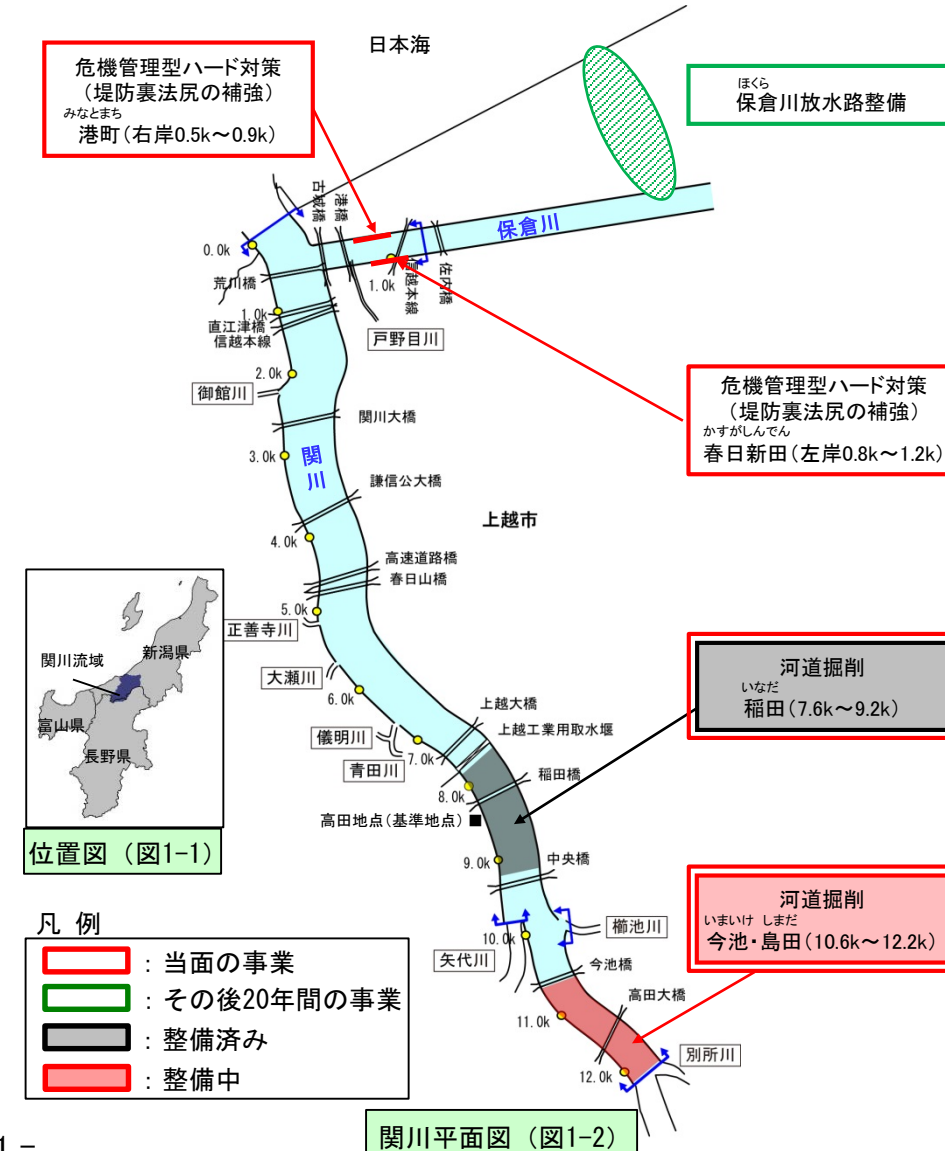 日本海
危機管理型ハード対策
(堤防裏法尻の補強)
みなとまち
港町(右岸0.5k～0.9k)
ほくら
保倉川放水路整備
古城橋
港橋
保倉川
信越本線
佐内橋
0.0k
荒川橋
1.0k
1.0k
直江津橋
信越本線
戸野目川
2.0k
御館川
関川大橋
危機管理型ハード対策
(堤防裏法尻の補強)
かすがしんでん
春日新田(左岸0.8k～1.2k)
3.0k
関川
謙信公大橋
上越市
4.0k
高速道路橋
春日山橋
5.0k
正善寺川
関川流域
新潟県
富山県
長野県
位置図 (図1-1)
大瀬川
6.0k
儀明川
青田川
7.0k
上越大橋
上越工業用取水堰
河道掘削
いなだ
稲田(7.6k～9.2k)
稲田橋
8.0k
高田地点(基準地点)■
9.0k
中央橋
河道掘削
いまいけ しまだ
今池・島田(10.6k～12.2k)
櫛池川
10.0k
矢代川
今池橋
高田大橋
11.0k
別所川
12.0k
凡 例
：当面の事業
：その後20年間の事業
：整備済み
：整備中
関川平面図 (図1-2)
1 –